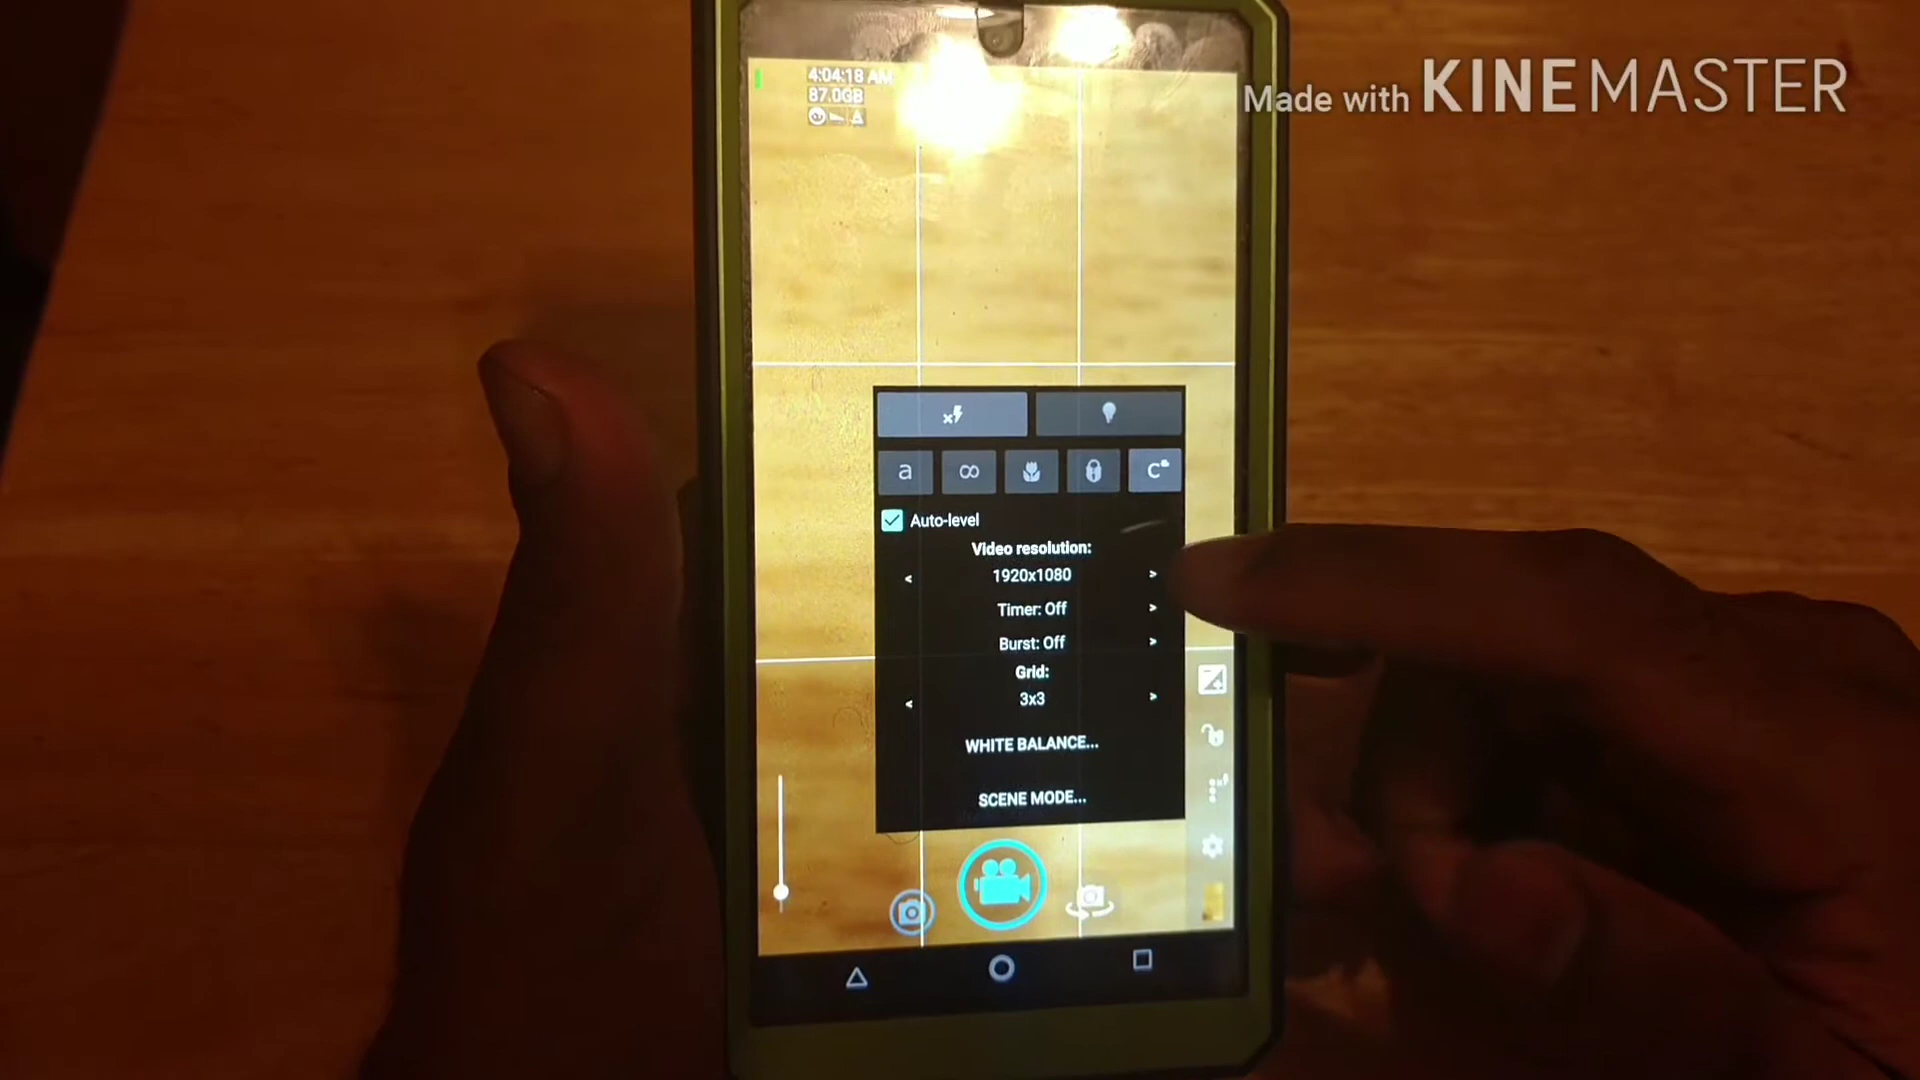 4:04:18 AM
87.0GB
Made with KINEMASTER
a
∞
C
Auto-level
Video resolution:
< 1920x1080 >
Timer: Off >
Burst: Off >
Grid:
< 3x3 >
WHITE BALANCE...
SCENE MODE...